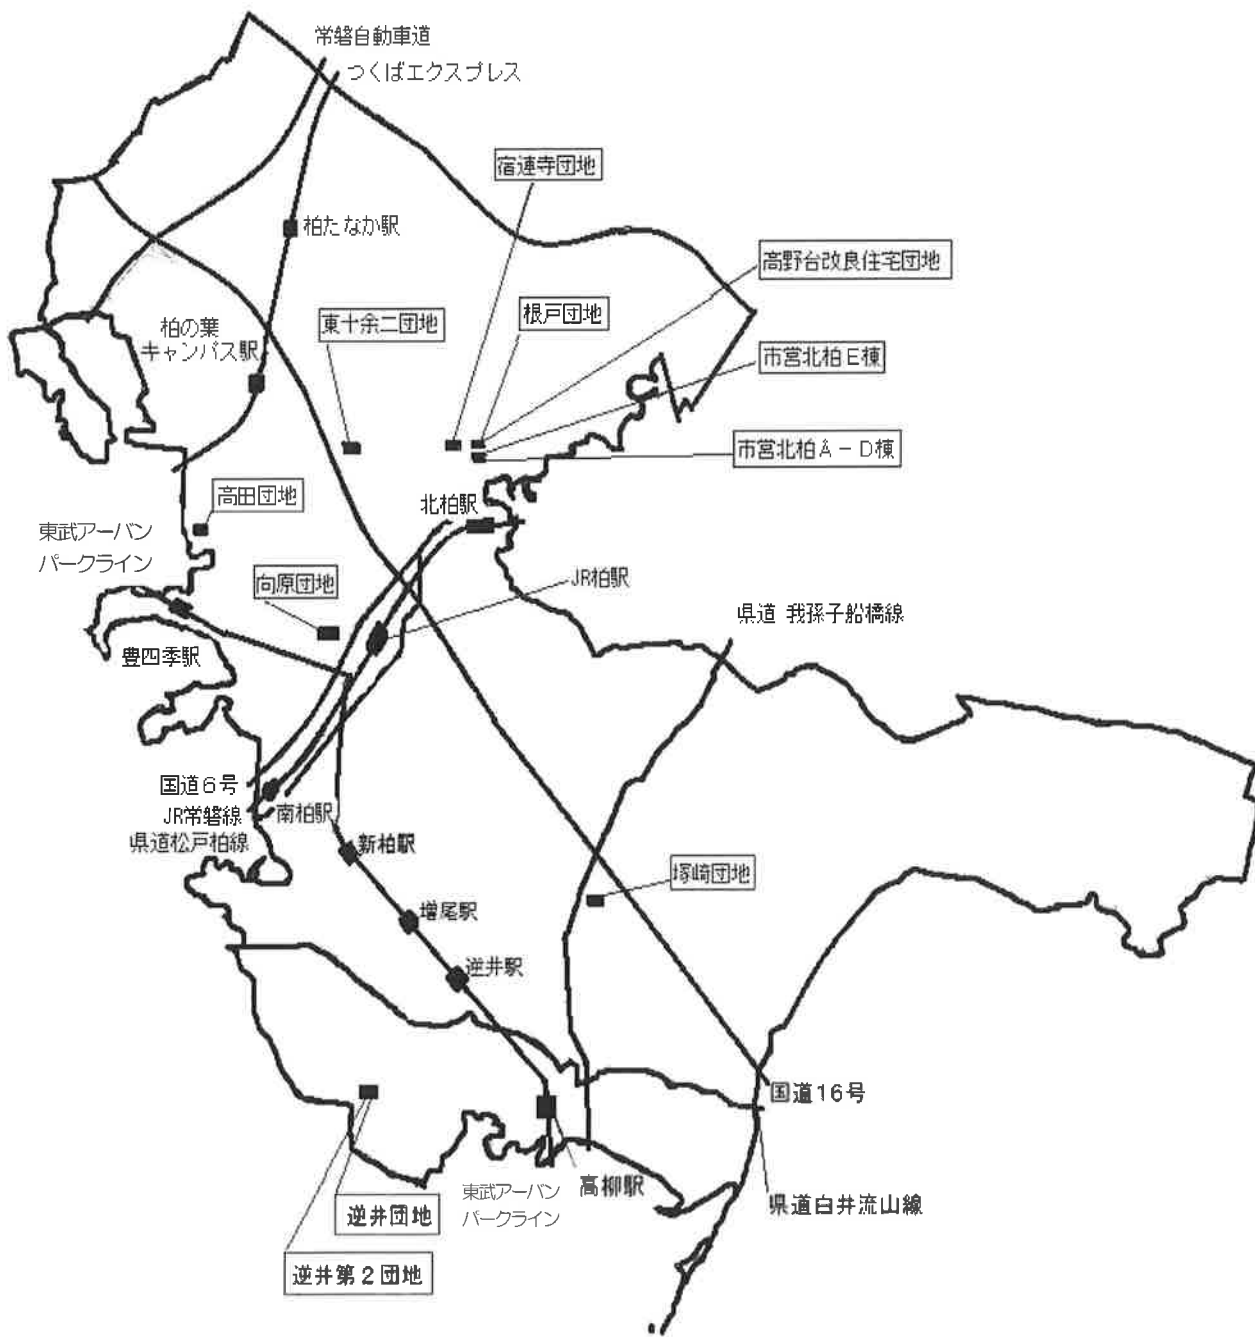 常磐自動車道
つくばエクスプレス
宿連寺団地
柏たなか駅
高野台改良住宅団地
根戸団地
東十余二団地
柏の葉
キャンパス駅
市営北柏E棟
市営北柏A－D棟
高田団地
北柏駅
東武アーバン
パークライン
向原団地
JR柏駅
県道 我孫子船橋線
豊四季駅
国道6号
JR常磐線
南柏駅
県道松戸柏線
新柏駅
塚崎団地
増尾駅
逆井駅
国道16号
東武アーバン
パークライン
高柳駅
県道白井流山線
逆井団地
逆井第2団地